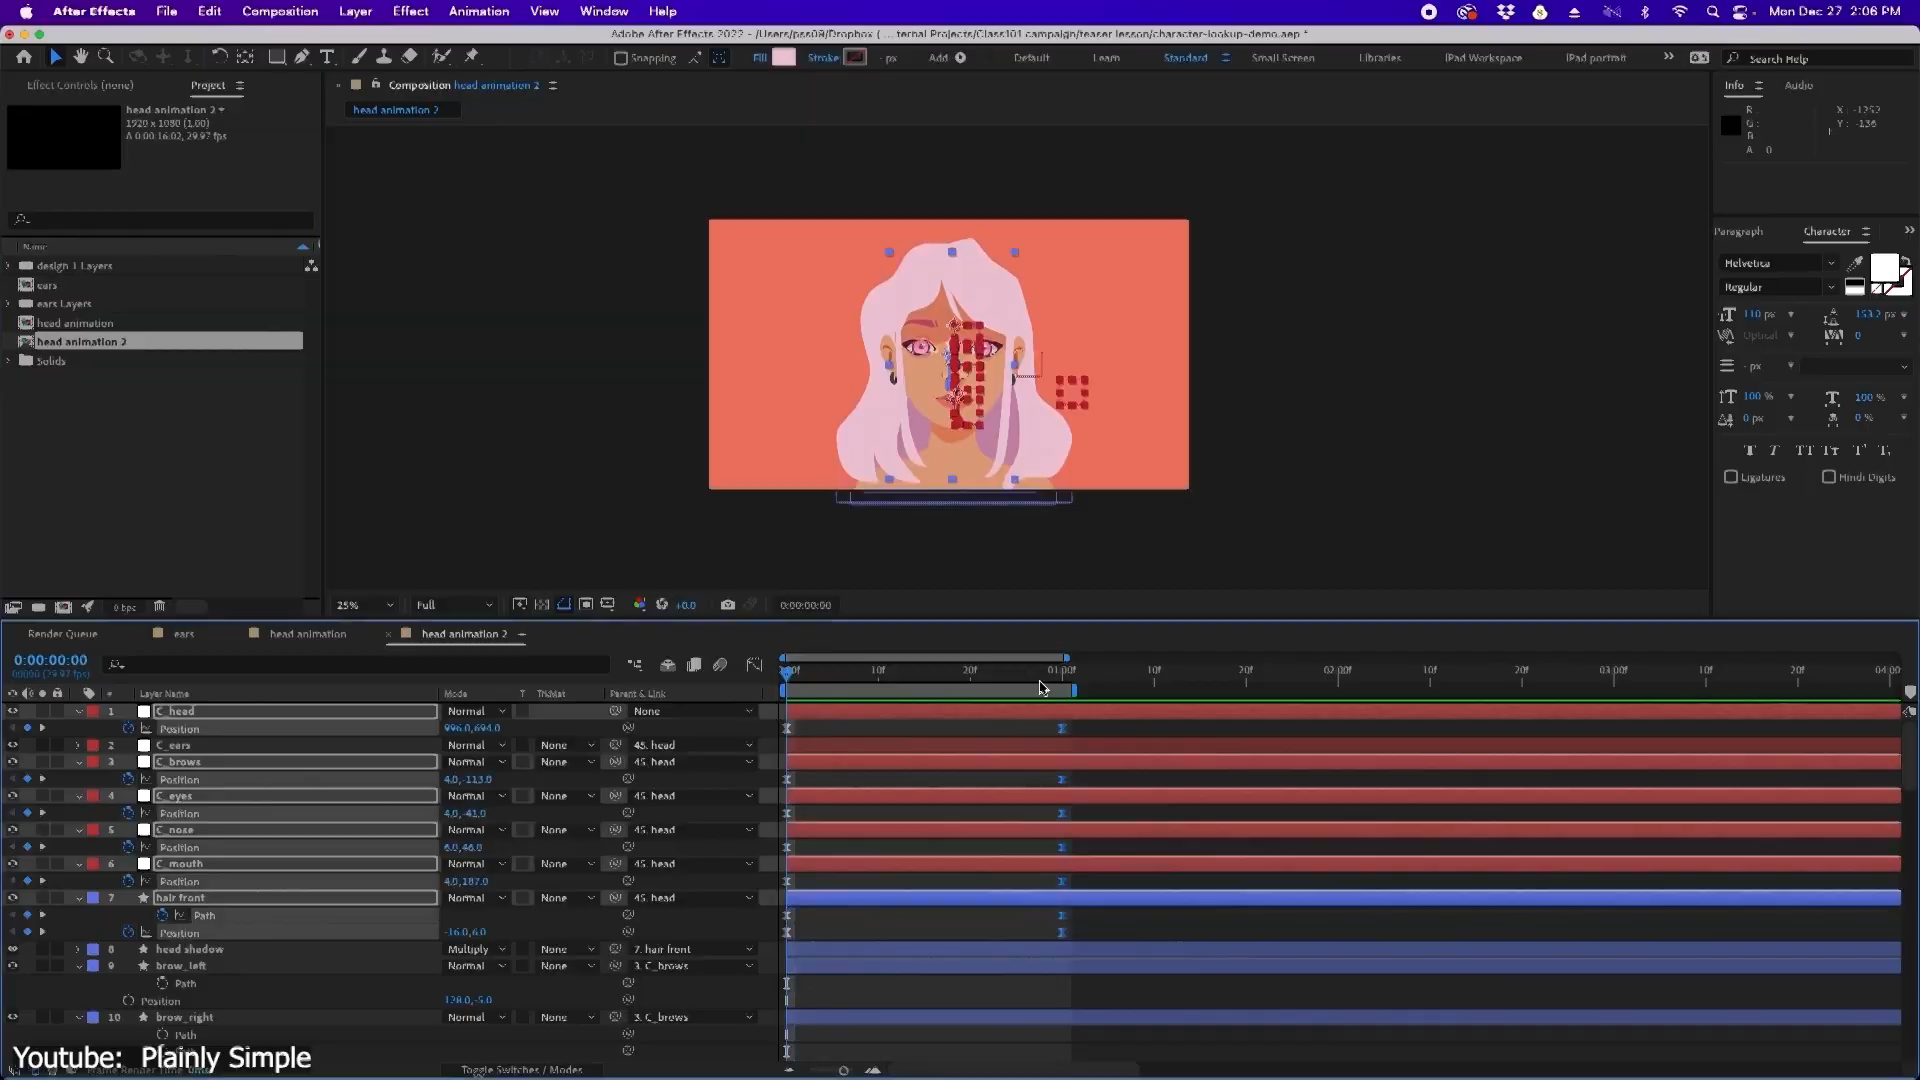 After Effects File Edit Composition Layer Effect Animation View Window Help Mon Dec 27 2:06 PM
Adobe After Effects 2022 - /Users/pss09/Dropbox ( ... ternal Projects/Class101 campaign/teaser lesson/character-lookup-demo.aep *
Snapping Fill Stroke - px Add Default Learn Standard Small Screen Libraries iPad Workspace iPad portrait Search Help
Effect Controls (none) Project
Composition head animation 2
Info Audio
head animation 2
1920 x 1080 (1.00)
Δ 0:00:16:02, 29.97 fps
head animation 2
R :
G :
B
A 0
X : -1252
Y : -136
Name
design 1 Layers
ears
ears Layers
head animation
head animation 2
Solids
Paragraph Character
Helvetica
Regular
110 px 153.2 px
Optical 0
- px
100 % 100 %
0 px 0 %
Ligatures Hindi Digits
8 bpc
25% Full +0.0 0:00:00:00
Render Queue ears head animation head animation 2
0:00:00:00
00000 (29.97 fps)
10f 20f 01:00f 10f 20f 02:00f 10f 20f 03:00f 10f 20f 04:00
# Layer Name Mode T TrkMat Parent & Link
1 C_head Normal None
Position 996.0,694.0
2 C_ears Normal None 45. head
3 C_brows Normal None 45. head
Position 4.0,-113.0
4 C_eyes Normal None 45. head
Position 4.0,-41.0
5 C_nose Normal None 45. head
Position 6.0,46.0
6 C_mouth Normal None 45. head
Position 4.0,187.0
7 hair front Normal None 45. head
Path
Position -16.0,6.0
8 head shadow Multiply None 7. hair front
9 brow_left Normal None 3. C_brows
Path
Position 128.0,-5.0
10 brow_right Normal None 3. C_brows
Path
Youtube: Plainly Simple
Frame Render Time 0ms
Toggle Switches / Modes